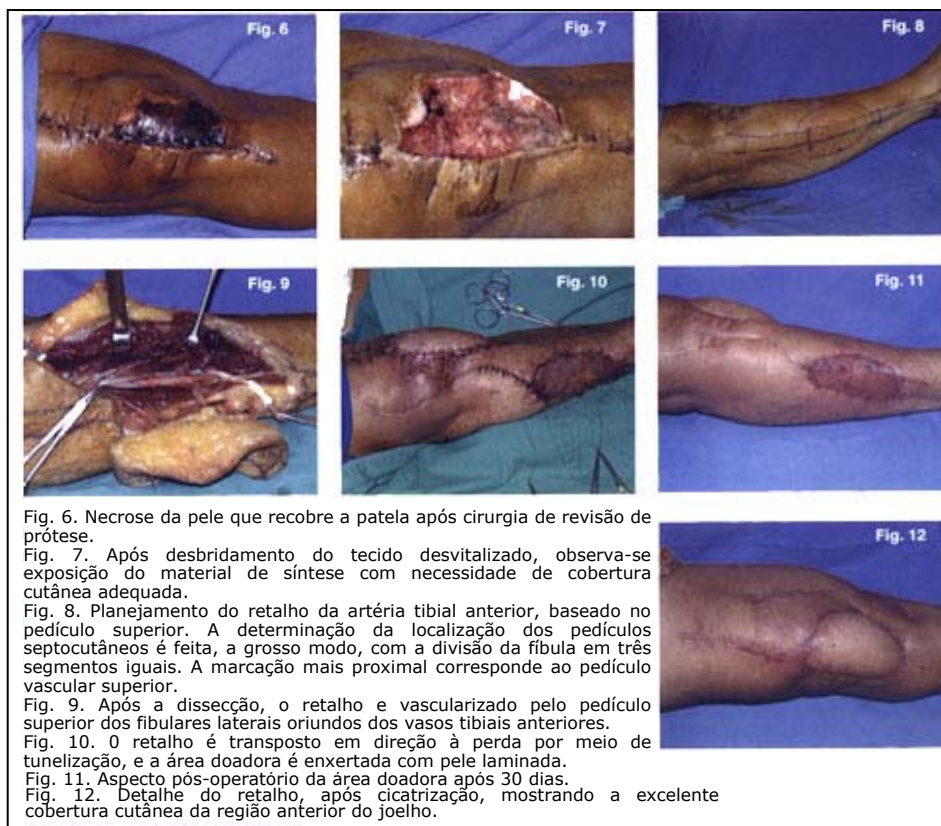 Fig. 6
Fig. 7
Fig. 8
Fig. 9
Fig. 10
Fig. 11
Fig. 12
Fig. 6. Necrose da pele que recobre a patela após cirurgia de revisão de
prótese.
Fig. 7. Após desbridamento do tecido desvitalizado, observa-se
exposição do material de síntese com necessidade de cobertura
cutânea adequada.
Fig. 8. Planejamento do retalho da artéria tibial anterior, baseado no
pedículo superior. A determinação da localização dos pedículos
septocutâneos é feita, a grosso modo, com a divisão da fíbula em três
segmentos iguais. A marcação mais proximal corresponde ao pedículo
vascular superior.
Fig. 9. Após a dissecção, o retalho e vascularizado pelo pedículo
superior dos fibulares laterais oriundos dos vasos tibiais anteriores.
Fig. 10. 0 retalho é transposto em direção à perda por meio de
tunelização, e a área doadora é enxertada com pele laminada.
Fig. 11. Aspecto pós-operatório da área doadora após 30 dias.
Fig. 12. Detalhe do retalho, após cicatrização, mostrando a excelente
cobertura cutânea da região anterior do joelho.